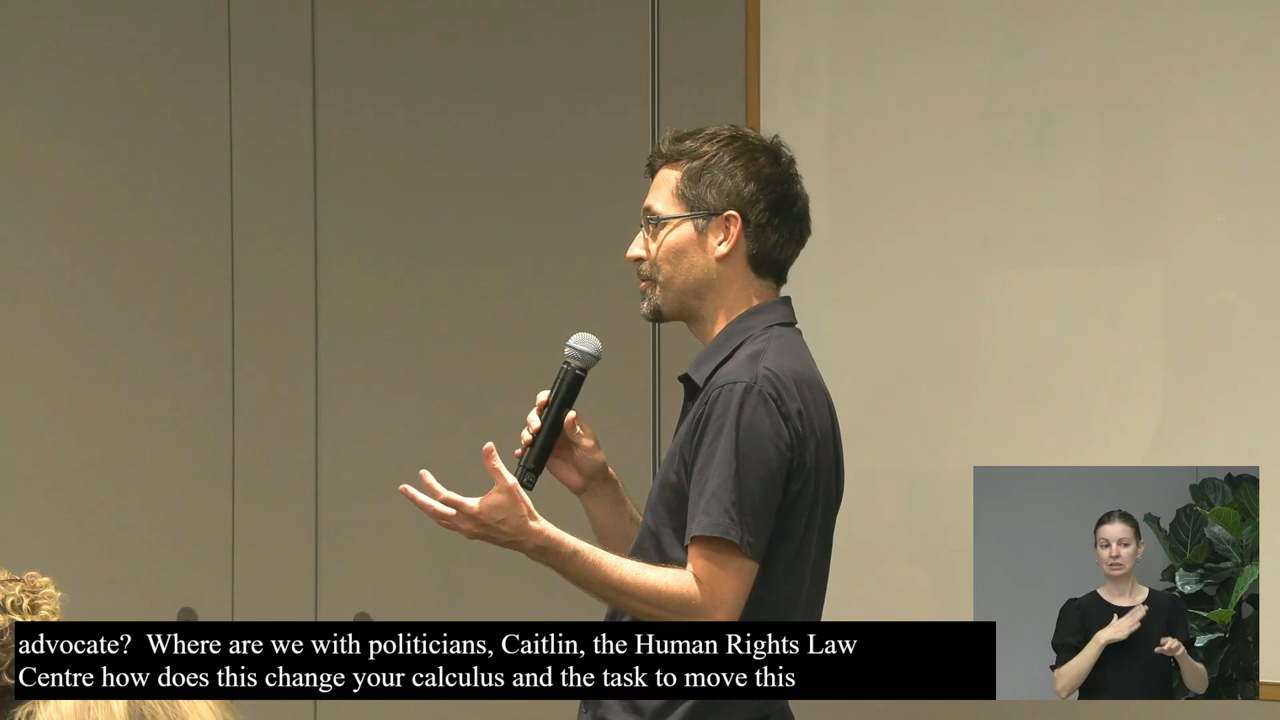 advocate?  Where are we with politicians, Caitlin, the Human Rights Law
Centre how does this change your calculus and the task to move this